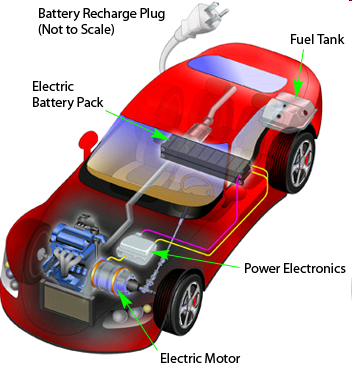 Battery Recharge Plug
(Not to Scale)
Fuel Tank
Electric
Battery Pack
Power Electronics
Electric Motor